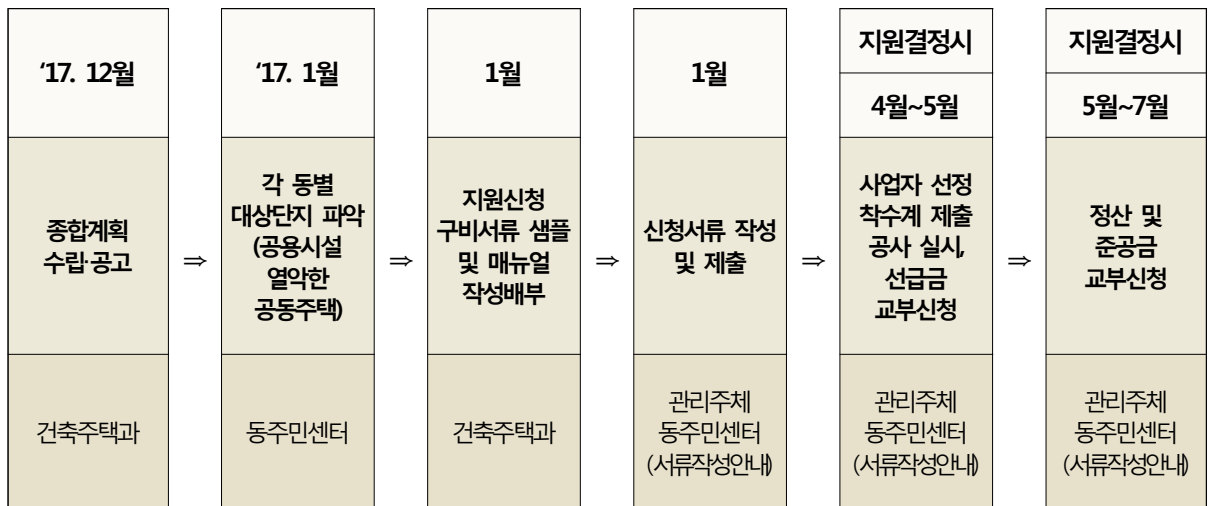 ‘17. 12월
종합계획
수립·공고
건축주택과
⇒
‘17. 1월
각 동별
대상단지 파악
(공용시설
열악한
공동주택)
동주민센터
⇒
1월
지원신청
구비서류 샘플
및 매뉴얼
작성배부
건축주택과
⇒
1월
신청서류 작성
및 제출
관리주체
동주민센터
(서류작성안내)
⇒
지원결정시
4월~5월
사업자 선정
착수계 제출
공사 실시,
선급금
교부신청
관리주체
동주민센터
(서류작성안내)
⇒
지원결정시
5월~7월
정산 및
준공금
교부신청
관리주체
동주민센터
(서류작성안내)